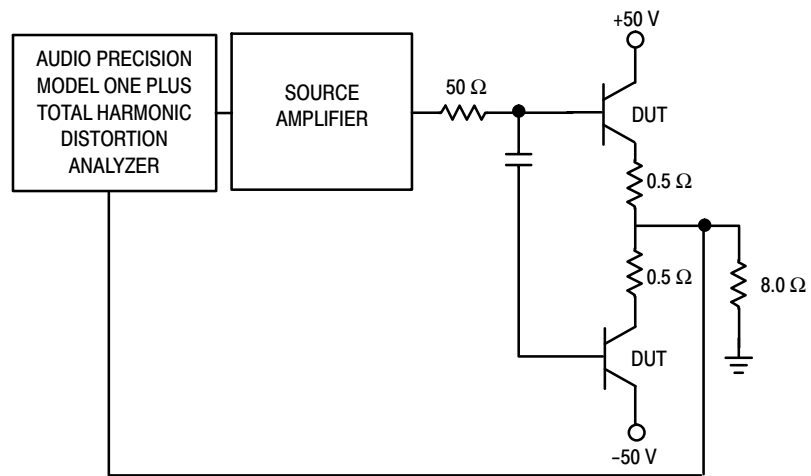 AUDIO PRECISION
MODEL ONE PLUS
TOTAL HARMONIC
DISTORTION
ANALYZER
SOURCE
AMPLIFIER
50 Ω
+50 V
DUT
0.5 Ω
0.5 Ω
8.0 Ω
DUT
−50 V